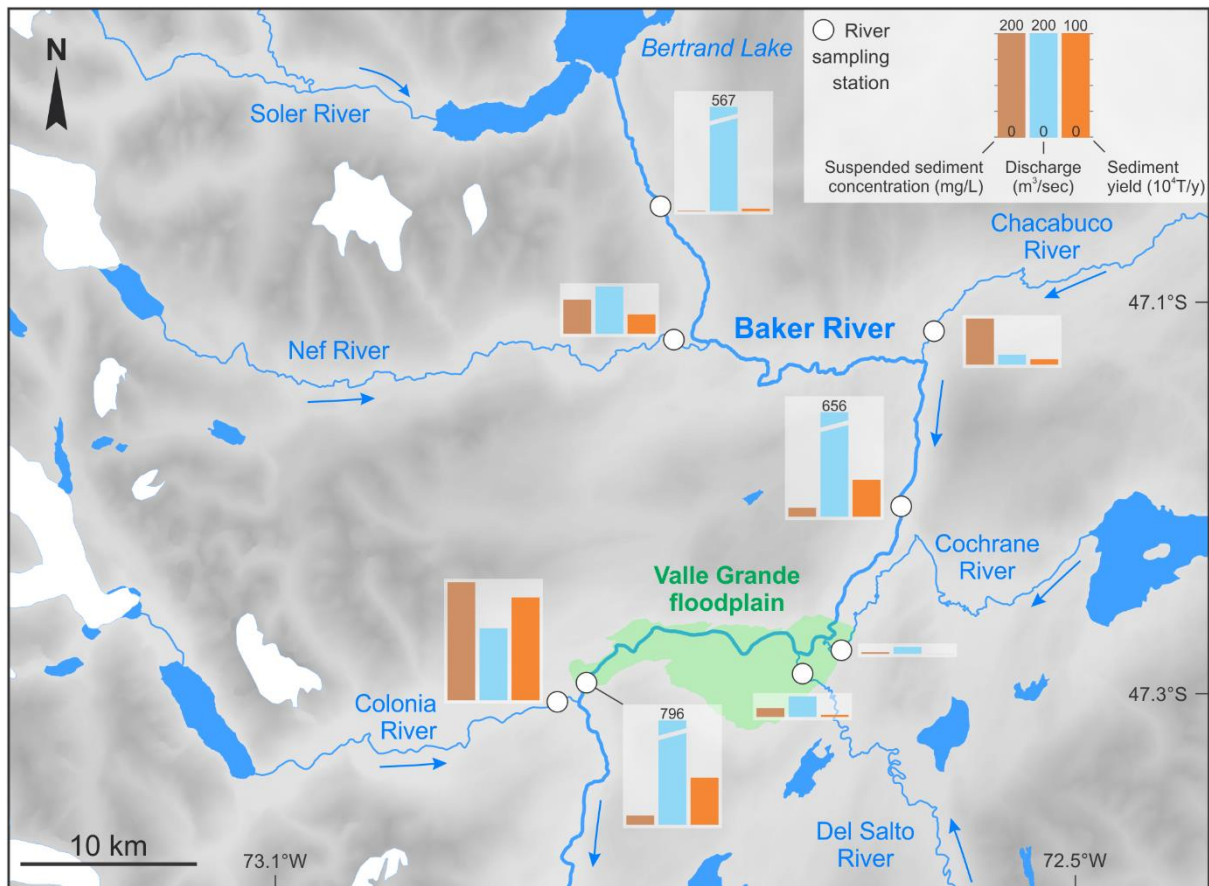 N
Bertrand Lake
River
sampling
station
200 200 100
0 0 0
Suspended sediment
concentration (mg/L)
Discharge
(m³/sec)
Sediment
yield (10⁴T/y)
Soler River
567
Chacabuco
River
47.1°S
Baker River
Nef River
656
Cochrane
River
Valle Grande
floodplain
47.3°S
Colonia
River
796
Del Salto
River
10 km
73.1°W
72.5°W